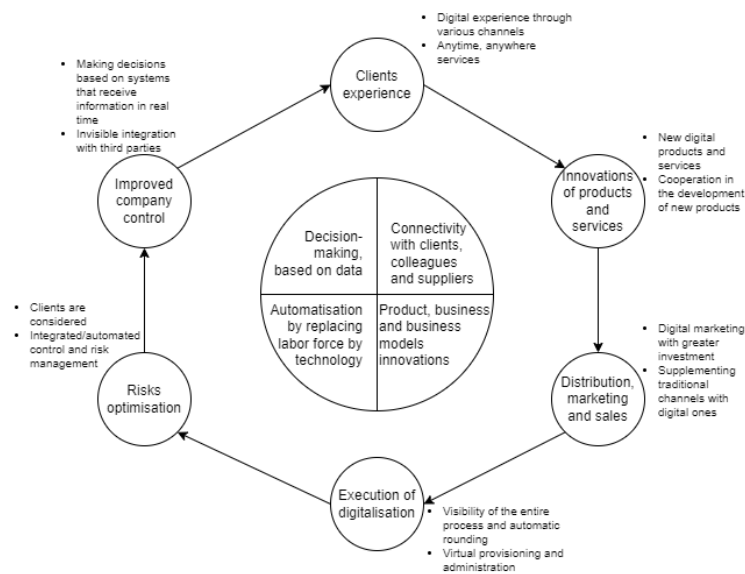 • Digital experience through
various channels
• Anytime, anywhere
services
Clients
experience
• Making decisions
based on systems
that receive
information in real
time
• Invisible integration
with third parties
Improved
company
control
• New digital
products and
services
• Cooperation in
the development
of new products
Innovations
of products
and
services
Decision-
making,
based on data
Connectivity
with clients,
colleagues
and suppliers
Automatisation
by replacing
labor force by
technology
Product, business
and business
models
innovations
• Clients are
considered
• Integrated/automated
control and risk
management
Risks
optimisation
• Digital marketing
with greater
investment
• Supplementing
traditional
channels with
digital ones
Distribution,
marketing
and sales
Execution of
digitalisation
• Visibility of the entire
process and automatic
rounding
• Virtual provisioning and
administration